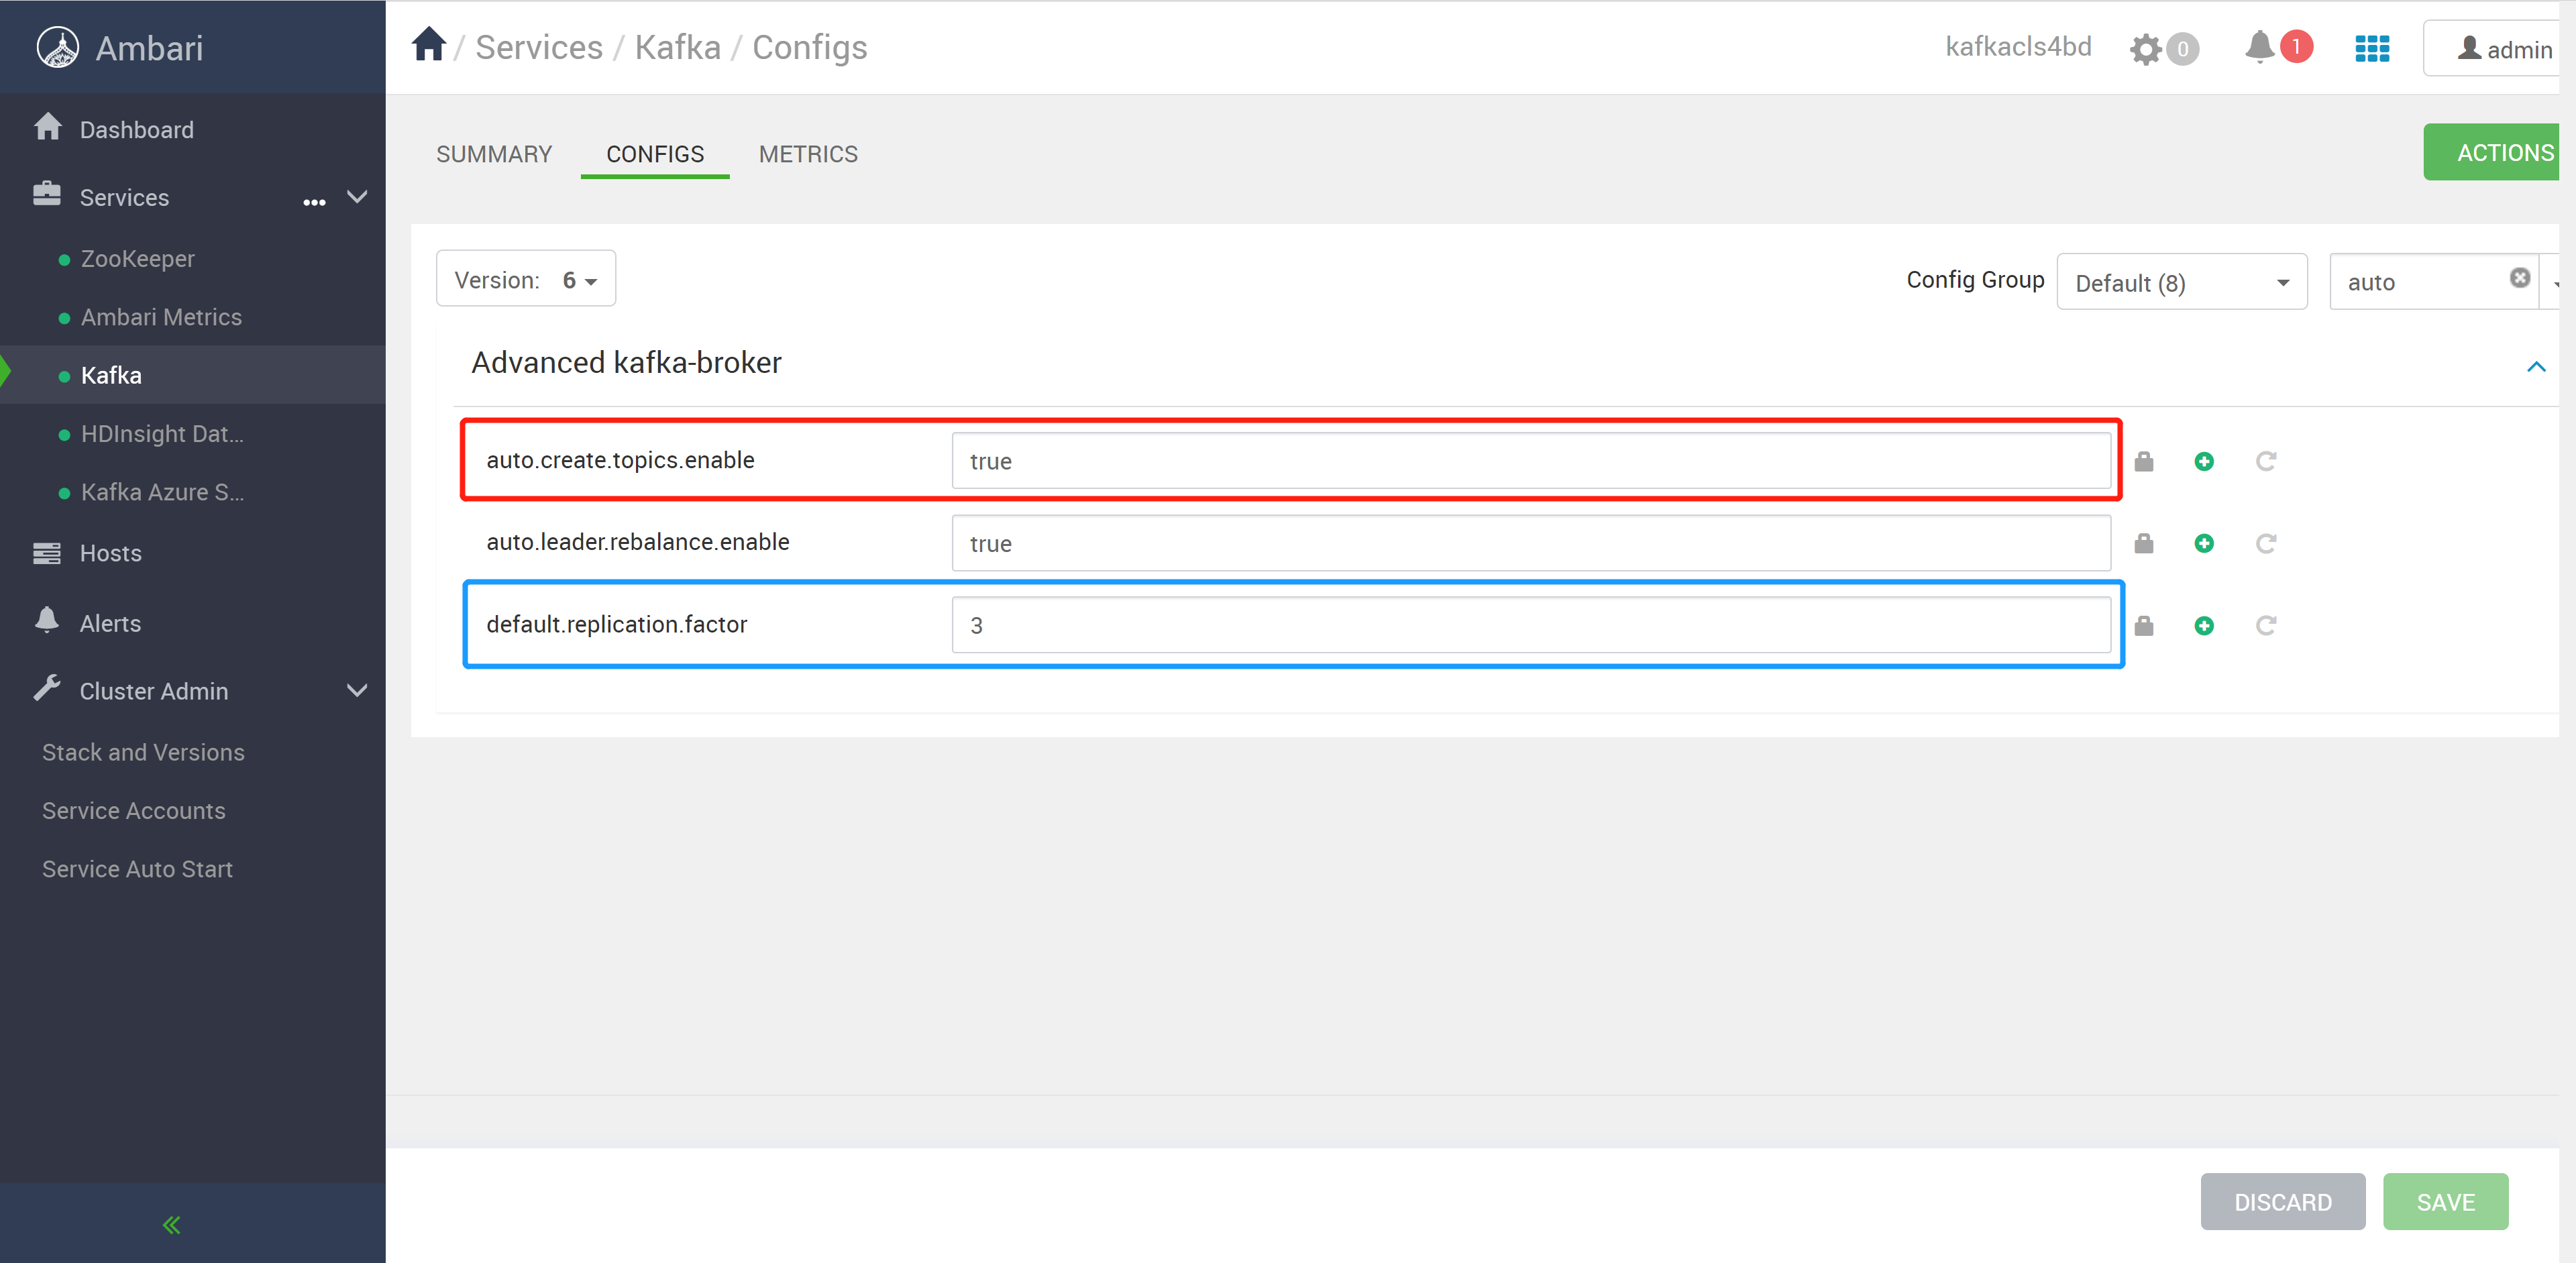 Ambari
/ Services / Kafka / Configs
kafkacls4bd
0
1
admin
Dashboard
Services
...
ZooKeeper
Ambari Metrics
Kafka
HDInsight Dat...
Kafka Azure S...
Hosts
Alerts
Cluster Admin
Stack and Versions
Service Accounts
Service Auto Start
SUMMARY
CONFIGS
METRICS
ACTIONS
Version: 6
Config Group
Default (8)
auto
Advanced kafka-broker
auto.create.topics.enable
true
auto.leader.rebalance.enable
true
default.replication.factor
3
DISCARD
SAVE